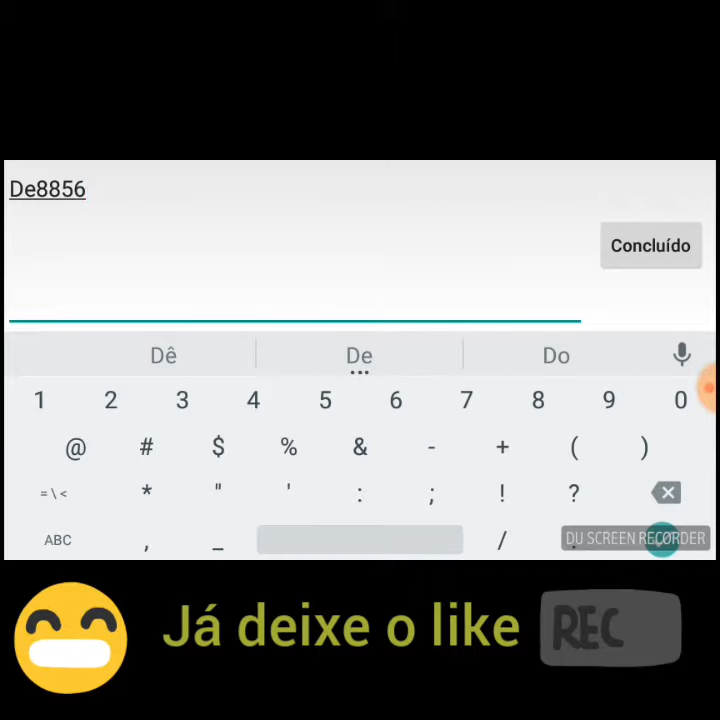 De8856
Concluído
Dê De Do
1 2 3 4 5 6 7 8 9 0
@ # $ % & - + ( )
= \ < * " ' : ; ! ?
ABC , _ / .
DU SCREEN RECORDER
Já deixe o like REC